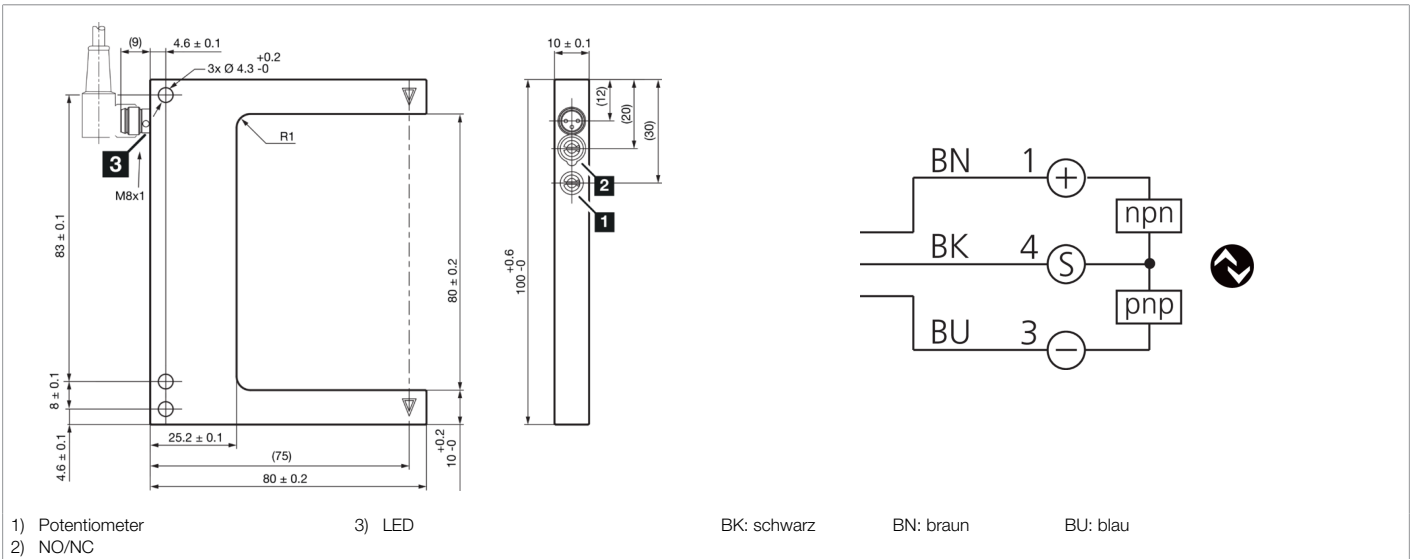 (9)
4.6 ± 0.1
+0.2
3x Ø 4.3 -0
R1
3
M8x1
83 ± 0.1
8 ± 0.1
4.6 ± 0.1
25.2 ± 0.1
(75)
80 ± 0.2
80 ± 0.2
+0.2
10 -0
10 ± 0.1
(12)
(20)
(30)
2
1
+0.6
100 -0
BN 1 +
npn
BK 4 S
pnp
BU 3 −
1) Potentiometer 3) LED BK: schwarz BN: braun BU: blau
2) NO/NC